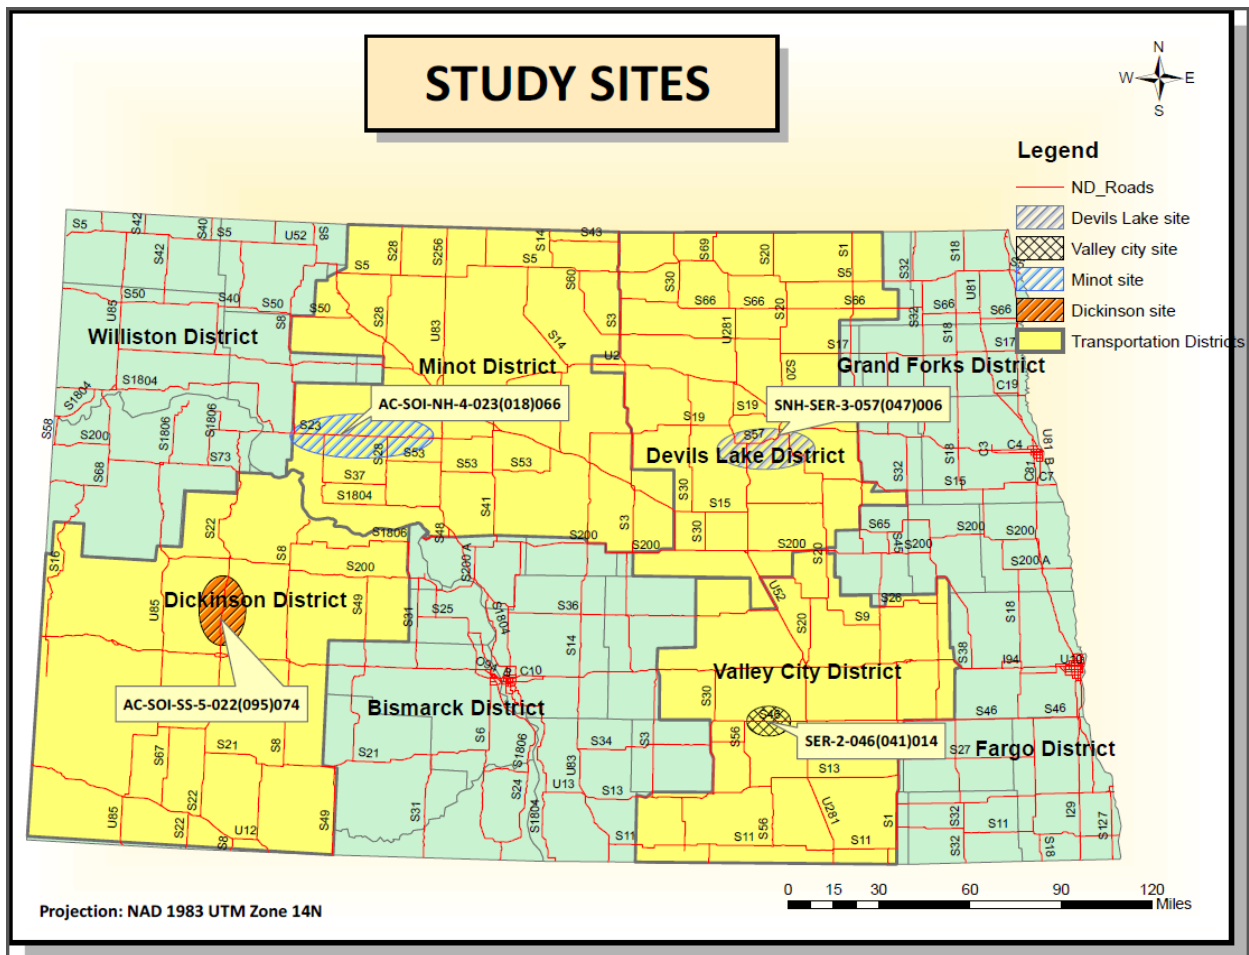 STUDY SITES
N
W E
S
Legend
ND_Roads
Devils Lake site
Valley city site
Minot site
Dickinson site
Transportation Districts
S5
S42
S40
S5
U52
S8
S42
S50
U85
S40
S50
S8
S50
Williston District
S1804
S1804
S58
S200
S68
S1806
S1806
S73
S28
S256
S14
S43
S5
S5
S60
S28
U83
S14
S3
U2
Minot District
AC-SOI-NH-4-023(018)066
S23
S28
S53
S53
S53
S37
S1804
S41
S48
S3
S200
S200
S69
S20
S1
S30
S5
S66
S66
S66
U281
S20
S17
S20
S19
S19
SNH-SER-3-057(047)006
S57
Devils Lake District
S30
S15
S30
S200
S20
S32
S18
S5
U81
S32
S66
S66
S18
S17
Grand Forks District
C19
U81 B
C3
C4
S18
S32
C81
C7
S15
S65
S45
S200
S200
S200
S200 A
S16
S22
S8
S1806
S200
Dickinson District
U85
S49
AC-SOI-SS-5-022(095)074
S67
S21
S8
U85
S22
S22
U12
S8
S49
S200 A
S31
S25
S1804
S36
S14
O94
B
C10
Bismarck District
S21
S6
S1806
S34
S3
U83
U13
S13
S31
S24
S1804
S11
U52
S20
S9
S26
S38
S18
Valley City District
I94
U10
S30
S46
S56
SER-2-046(041)014
S13
U281
S11
S56
S11
S1
S46
S46
S27
Fargo District
S32
S11
S32
I29
S127
S18
0 15 30 60 90 120
Miles
Projection: NAD 1983 UTM Zone 14N